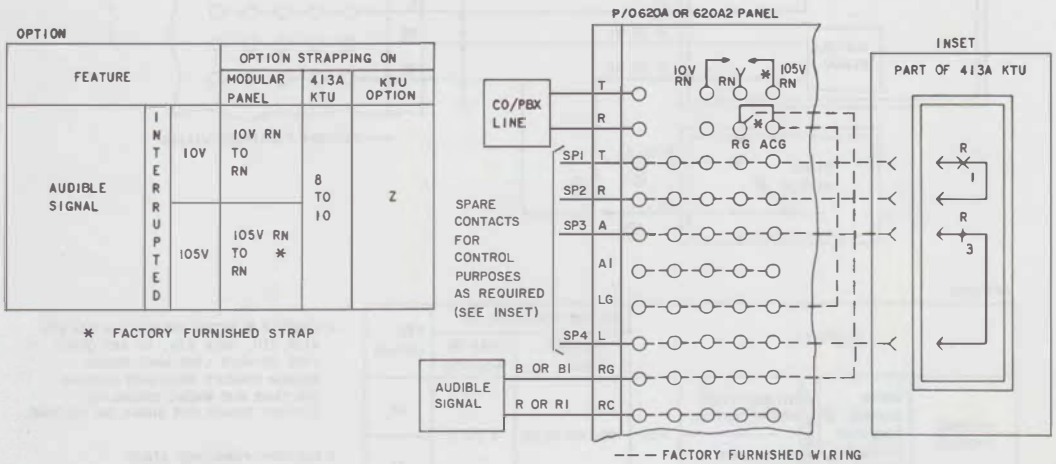 OPTION
FEATURE
OPTION STRAPPING ON
MODULAR PANEL
413A KTU
KTU OPTION
AUDIBLE SIGNAL
INTERRUPTED
10V
10V RN TO RN
8 TO 10
Z
105V
105V RN TO * RN
* FACTORY FURNISHED STRAP
P/O 620A OR 620A2 PANEL
CO/PBX LINE
T
R
10V RN
RN
Y
*
105V RN
*
RG ACG
SP1 T
SP2 R
SP3 A
A1
LG
SP4 L
SPARE
CONTACTS
FOR
CONTROL
PURPOSES
AS REQUIRED
(SEE INSET)
AUDIBLE SIGNAL
B OR B1 RG
R OR R1 RC
--- FACTORY FURNISHED WIRING
INSET
PART OF 413A KTU
R
1
R
3